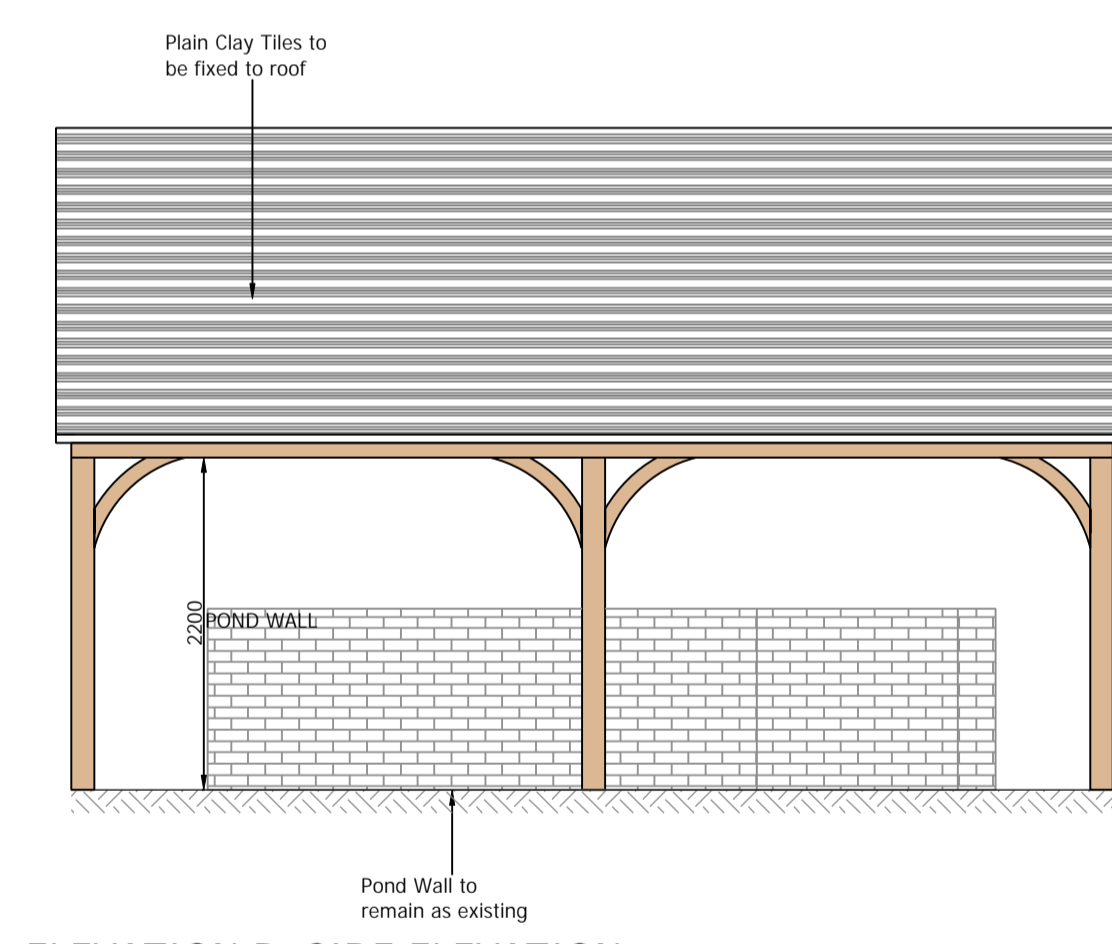 Plain Clay Tiles to
be fixed to roof
2200
POND WALL
Pond Wall to
remain as existing